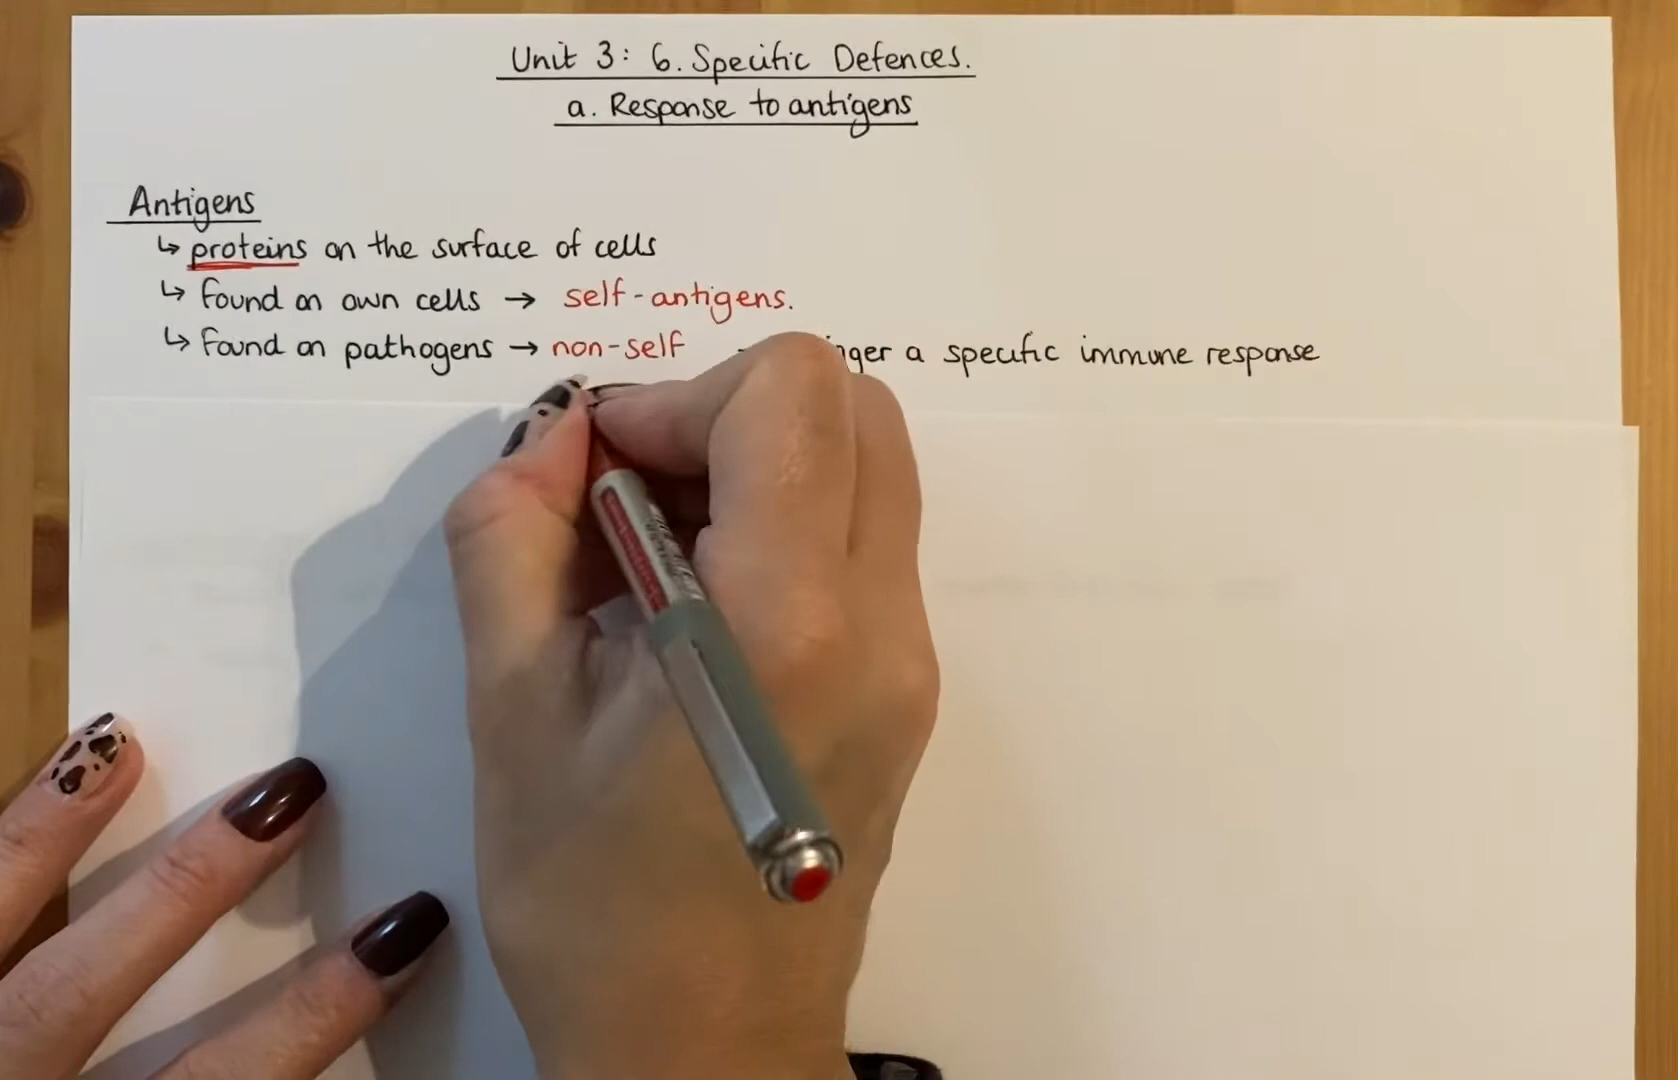 Unit 3: 6. Specific Defences.
a. Response to antigens
Antigens
↳ proteins on the surface of cells
↳ found on own cells → self-antigens.
↳ found on pathogens → non-self a specific immune response